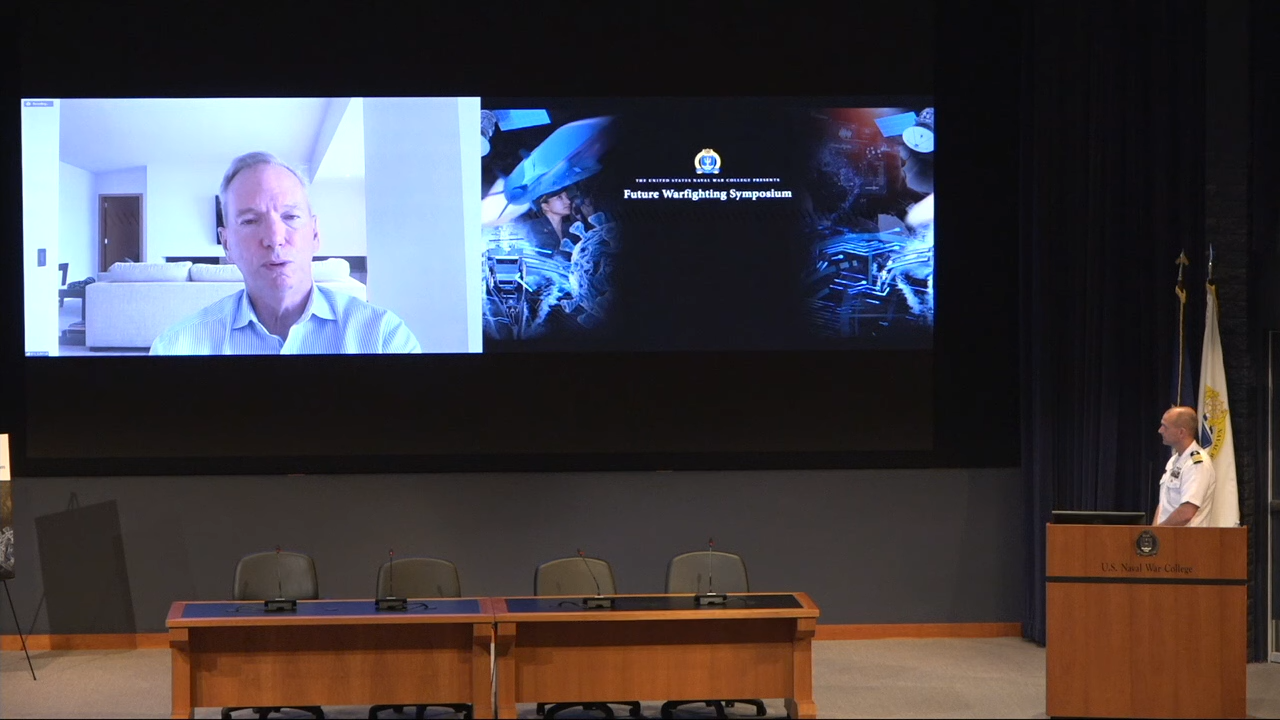 THE UNITED STATES NAVAL WAR COLLEGE PRESENTS
Future Warfighting Symposium
U.S. Naval War College